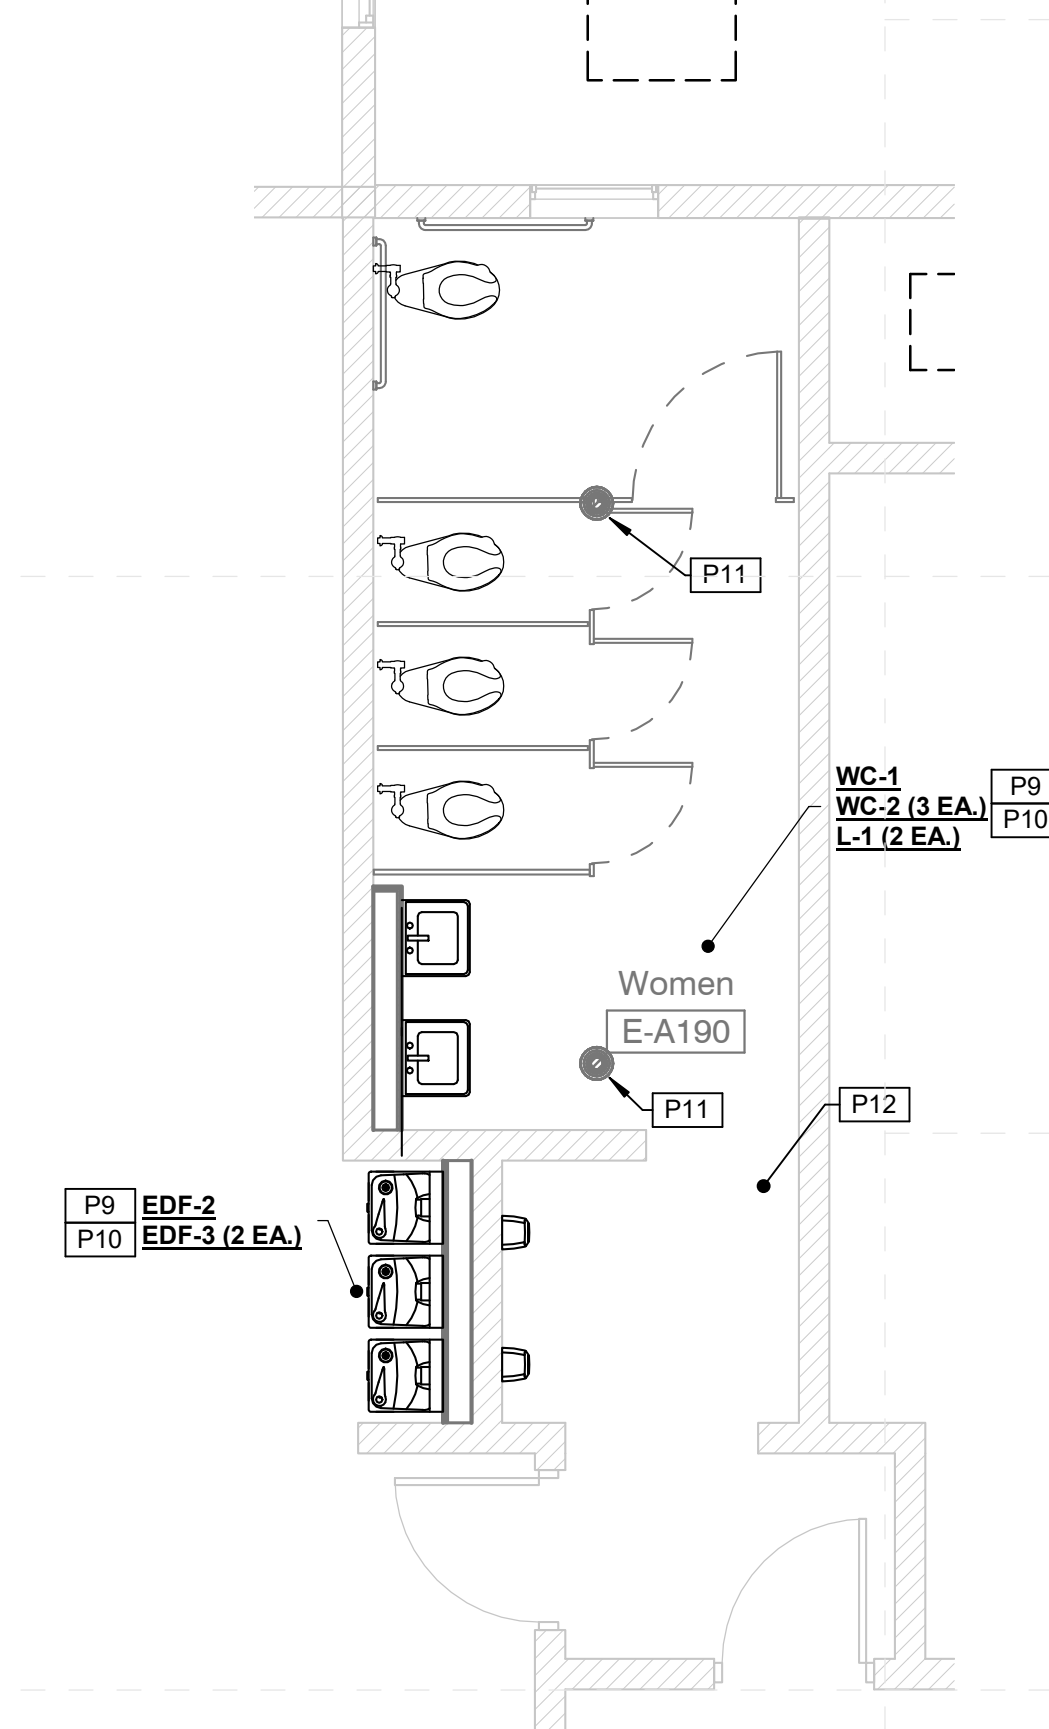 P11
WC-1
WC-2 (3 EA.)
L-1 (2 EA.)
P9
P10
Women
E-A190
P11
P12
P9
P10
EDF-2
EDF-3 (2 EA.)